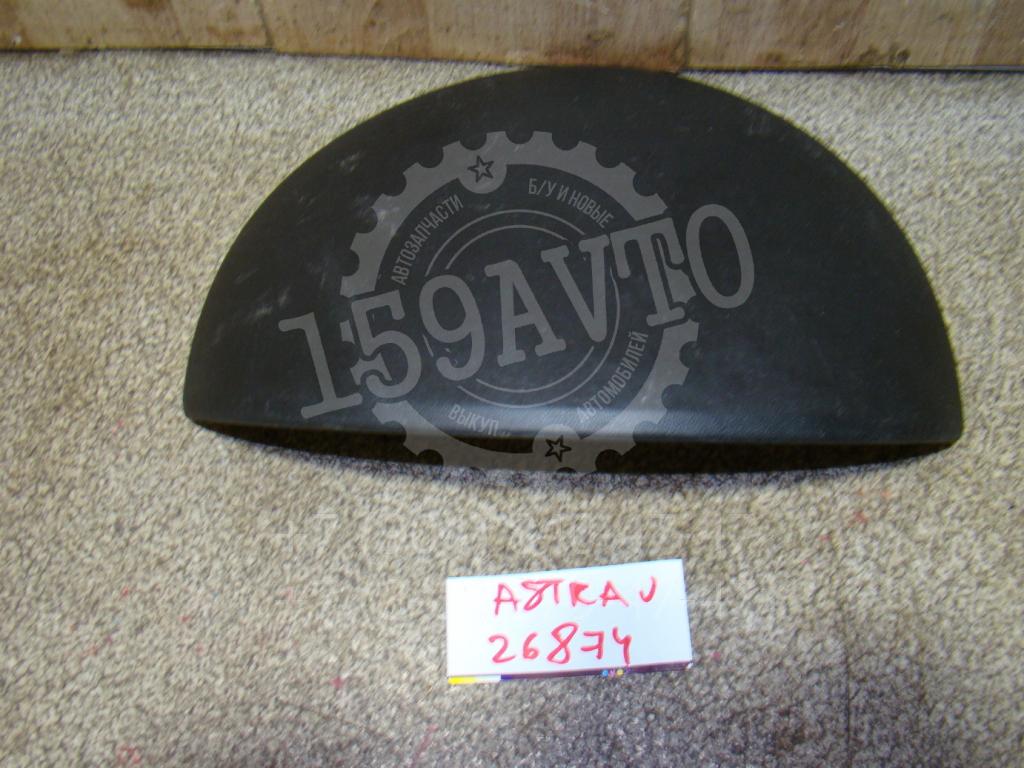 АВТОЗАПЧАСТИ
Б/У И НОВЫЕ
159AVTO
ВЫКУП
АВТОМОБИЛЕЙ
ASTRA J
26874